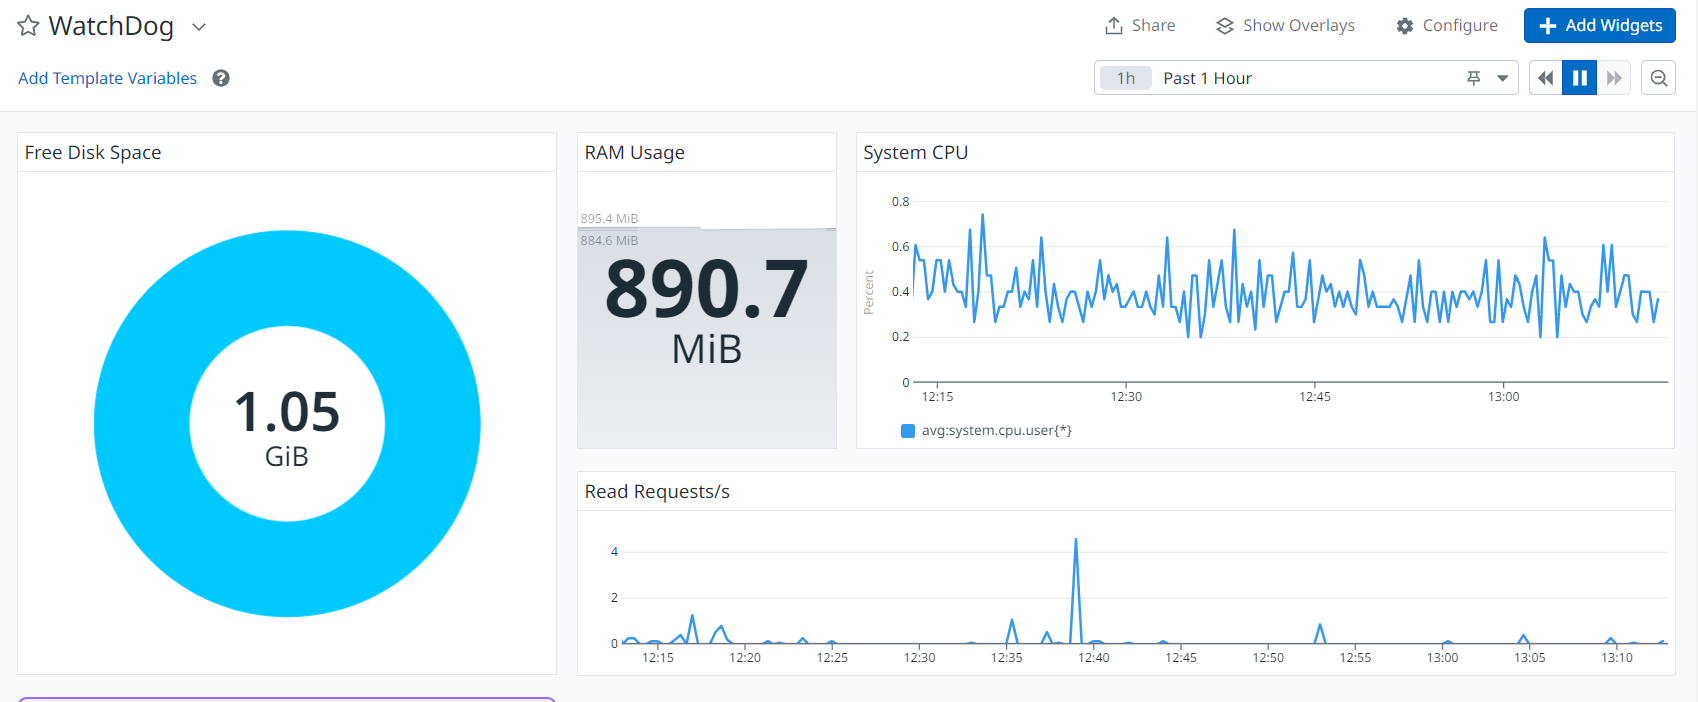 WatchDog
Share
Show Overlays
Configure
Add Widgets
Add Template Variables ?
1h Past 1 Hour
Free Disk Space
1.05
GiB
RAM Usage
895.4 MiB
884.6 MiB
890.7
MiB
System CPU
Percent
0.8
0.6
0.4
0.2
0
12:15 12:30 12:45 13:00
avg:system.cpu.user{*}
Read Requests/s
4
2
0
12:15 12:20 12:25 12:30 12:35 12:40 12:45 12:50 12:55 13:00 13:05 13:10